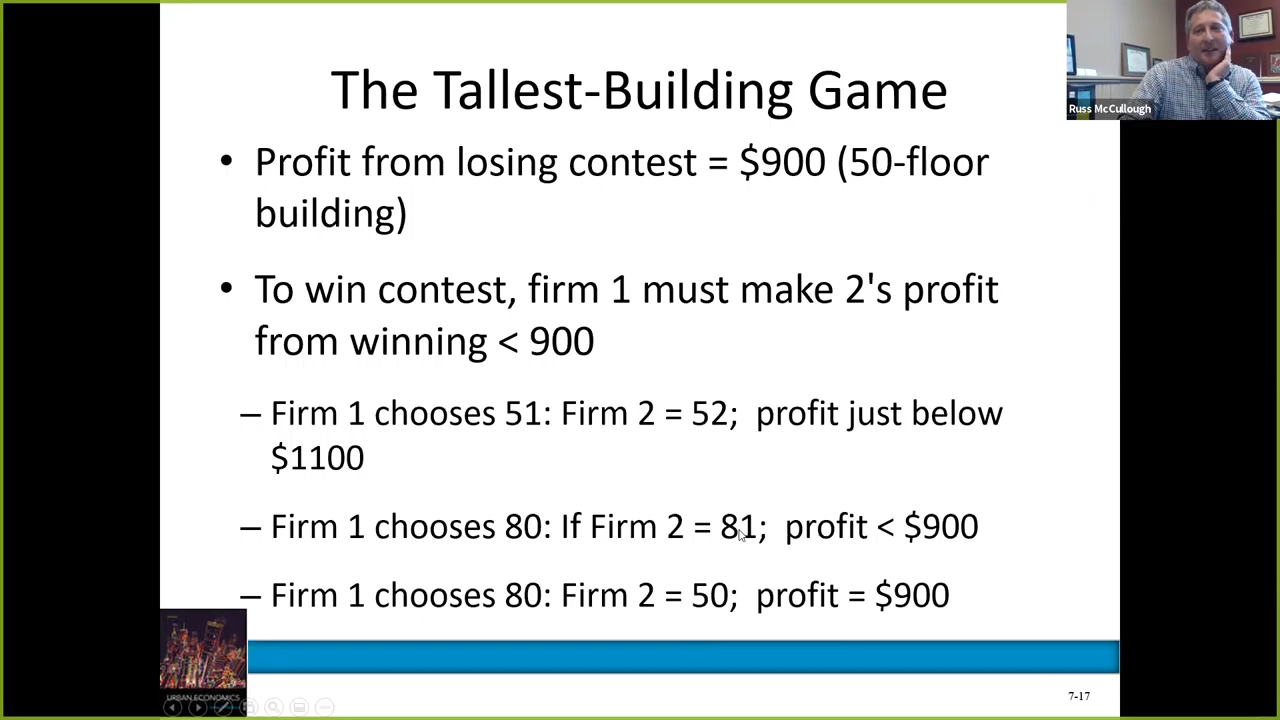 The Tallest-Building Game
Russ McCullough
• Profit from losing contest = $900 (50-floor
building)
• To win contest, firm 1 must make 2's profit
from winning < 900
– Firm 1 chooses 51: Firm 2 = 52;  profit just below
$1100
– Firm 1 chooses 80: If Firm 2 = 81;  profit < $900
– Firm 1 chooses 80: Firm 2 = 50;  profit = $900
URBAN ECONOMICS
7-17